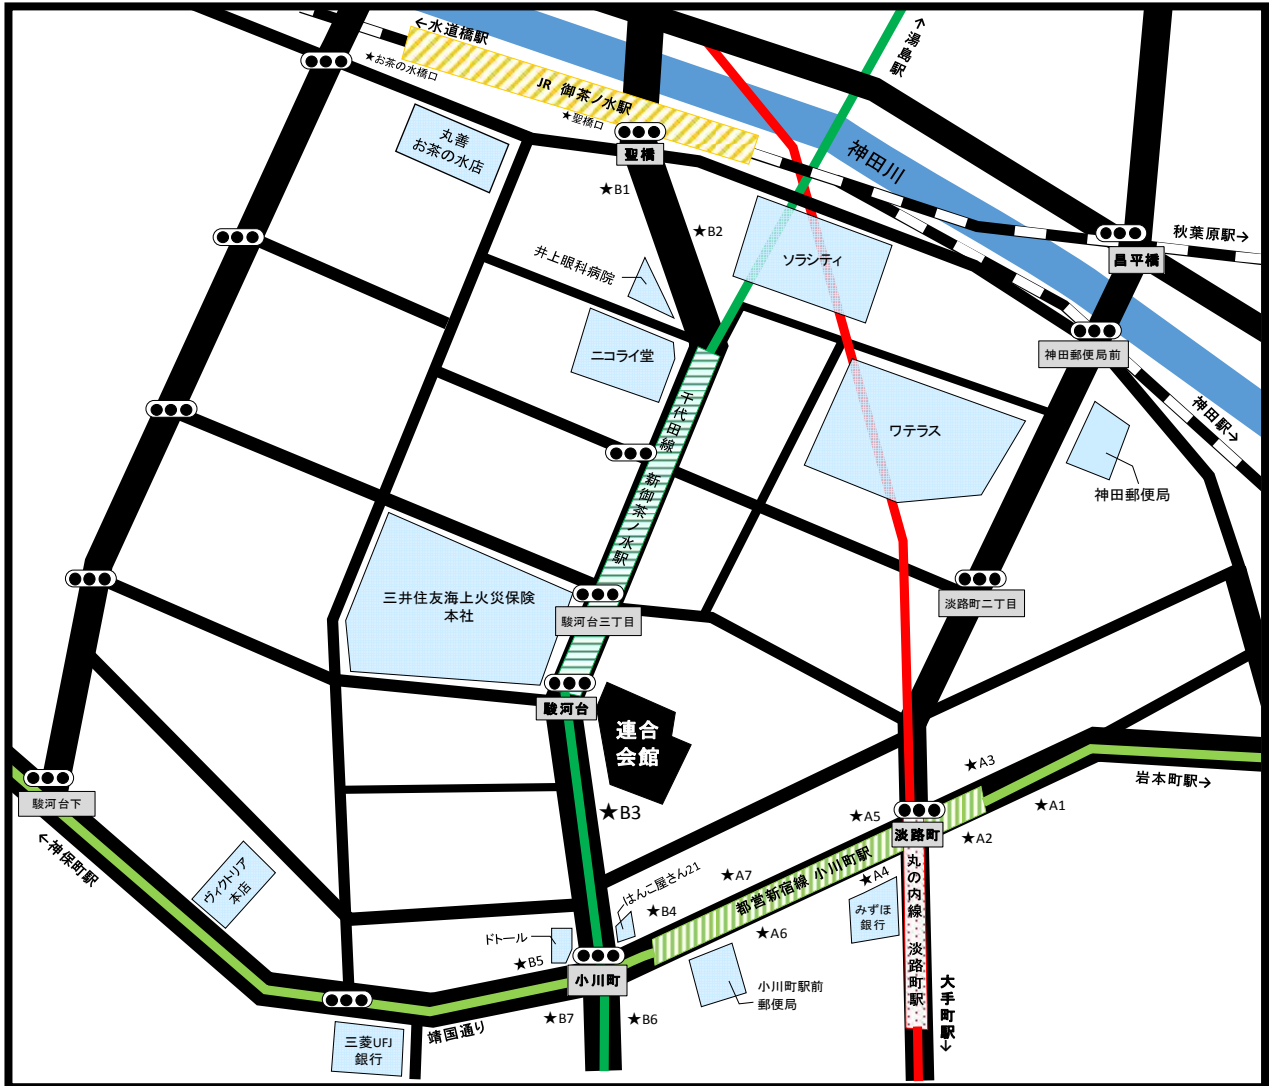 ←水道橋駅
↑湯島駅
★お茶の水橋口
JR 御茶ノ水駅
★聖橋口
丸善
お茶の水店
聖橋
神田川
★B1
★B2
秋葉原駅→
昌平橋
井上眼科病院
ソラシティ
ニコライ堂
神田郵便局前
神田駅→
千代田線 新御茶ノ水駅
ワテラス
神田郵便局
三井住友海上火災保険
本社
駿河台三丁目
淡路町二丁目
駿河台
連合
会館
★A3
岩本町駅→
駿河台下
★B3
★A5
★A1
淡路町
★A2
←神保町駅
ヴィクトリア
本店
はんこ屋さん21
★A7
都営新宿線 小川町駅
★A4
丸の内線 淡路町駅
★B4
みずほ
銀行
ドトール
★A6
★B5
小川町
小川町駅前
郵便局
大手町駅→
★B7
★B6
靖国通り
三菱UFJ
銀行